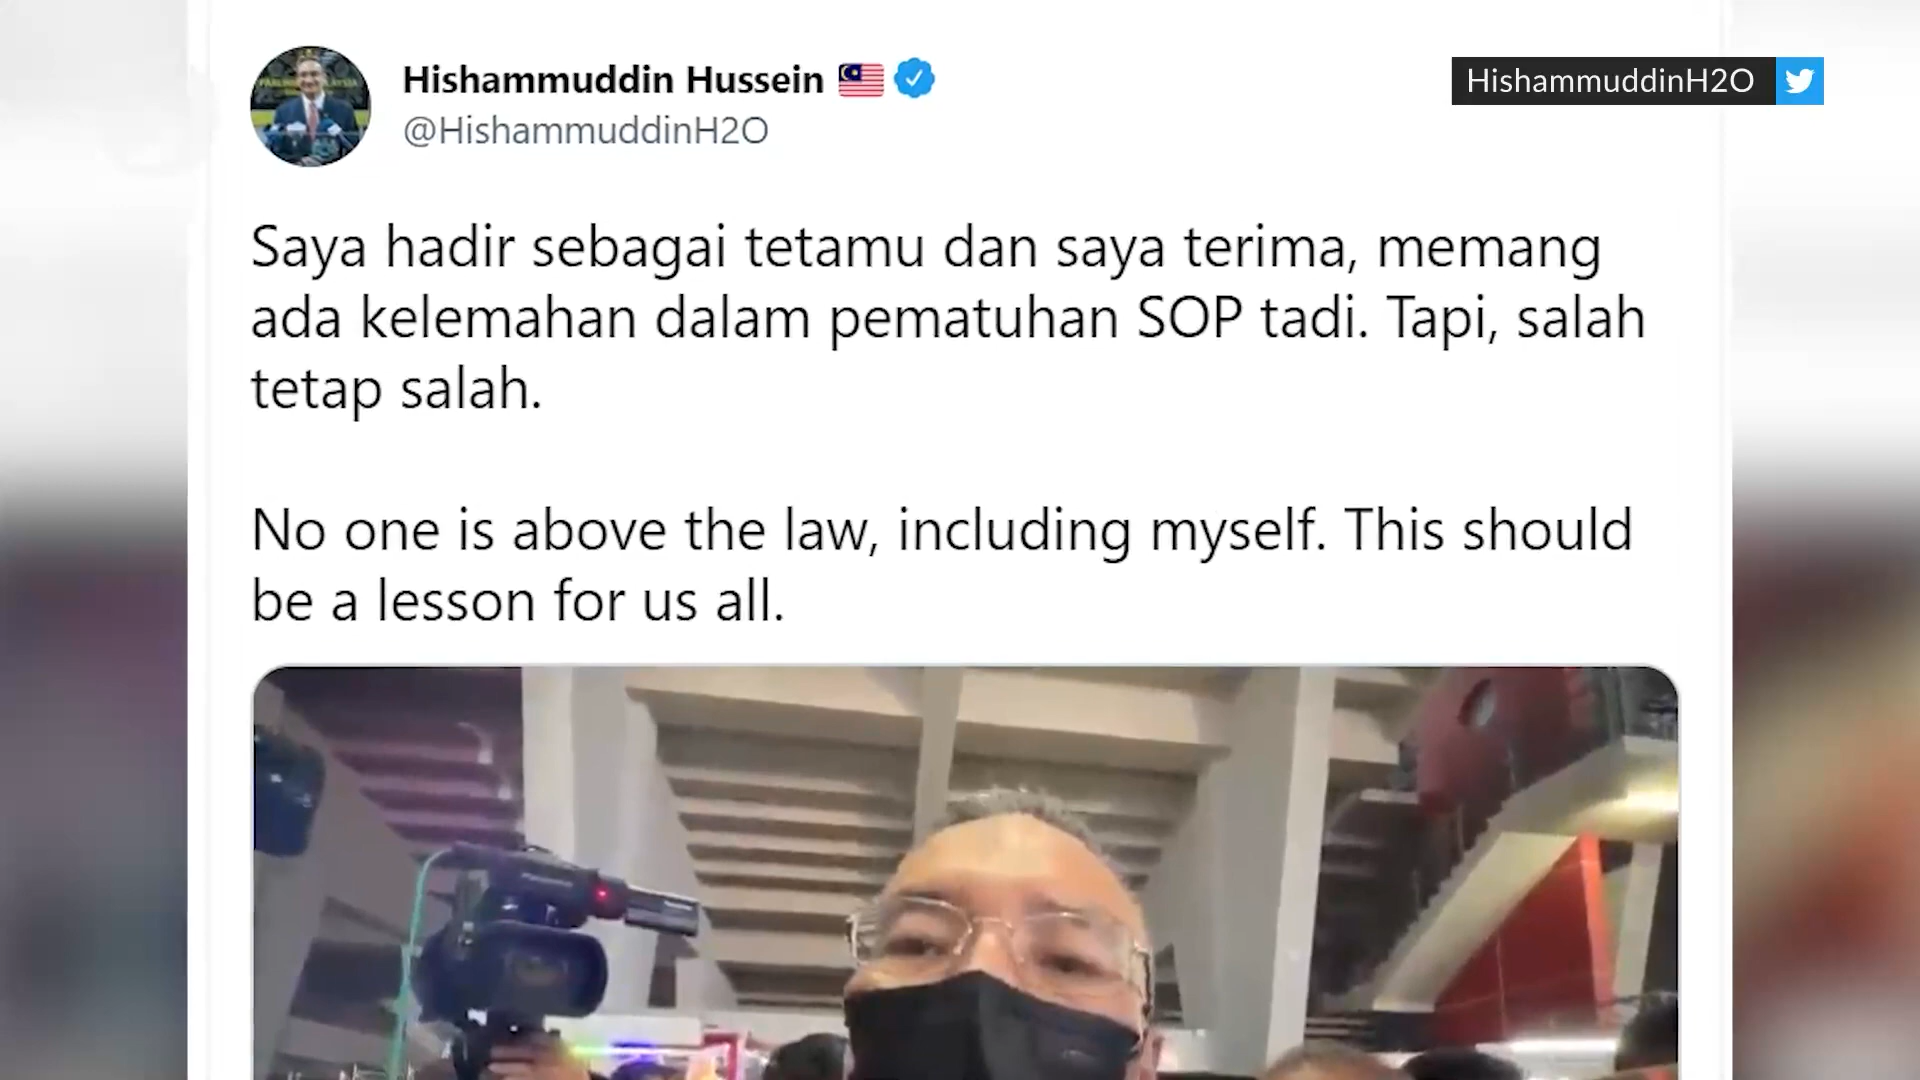 Hishammuddin Hussein
@HishammuddinH2O
HishammuddinH2O
Saya hadir sebagai tetamu dan saya terima, memang
ada kelemahan dalam pematuhan SOP tadi. Tapi, salah
tetap salah.
No one is above the law, including myself. This should
be a lesson for us all.